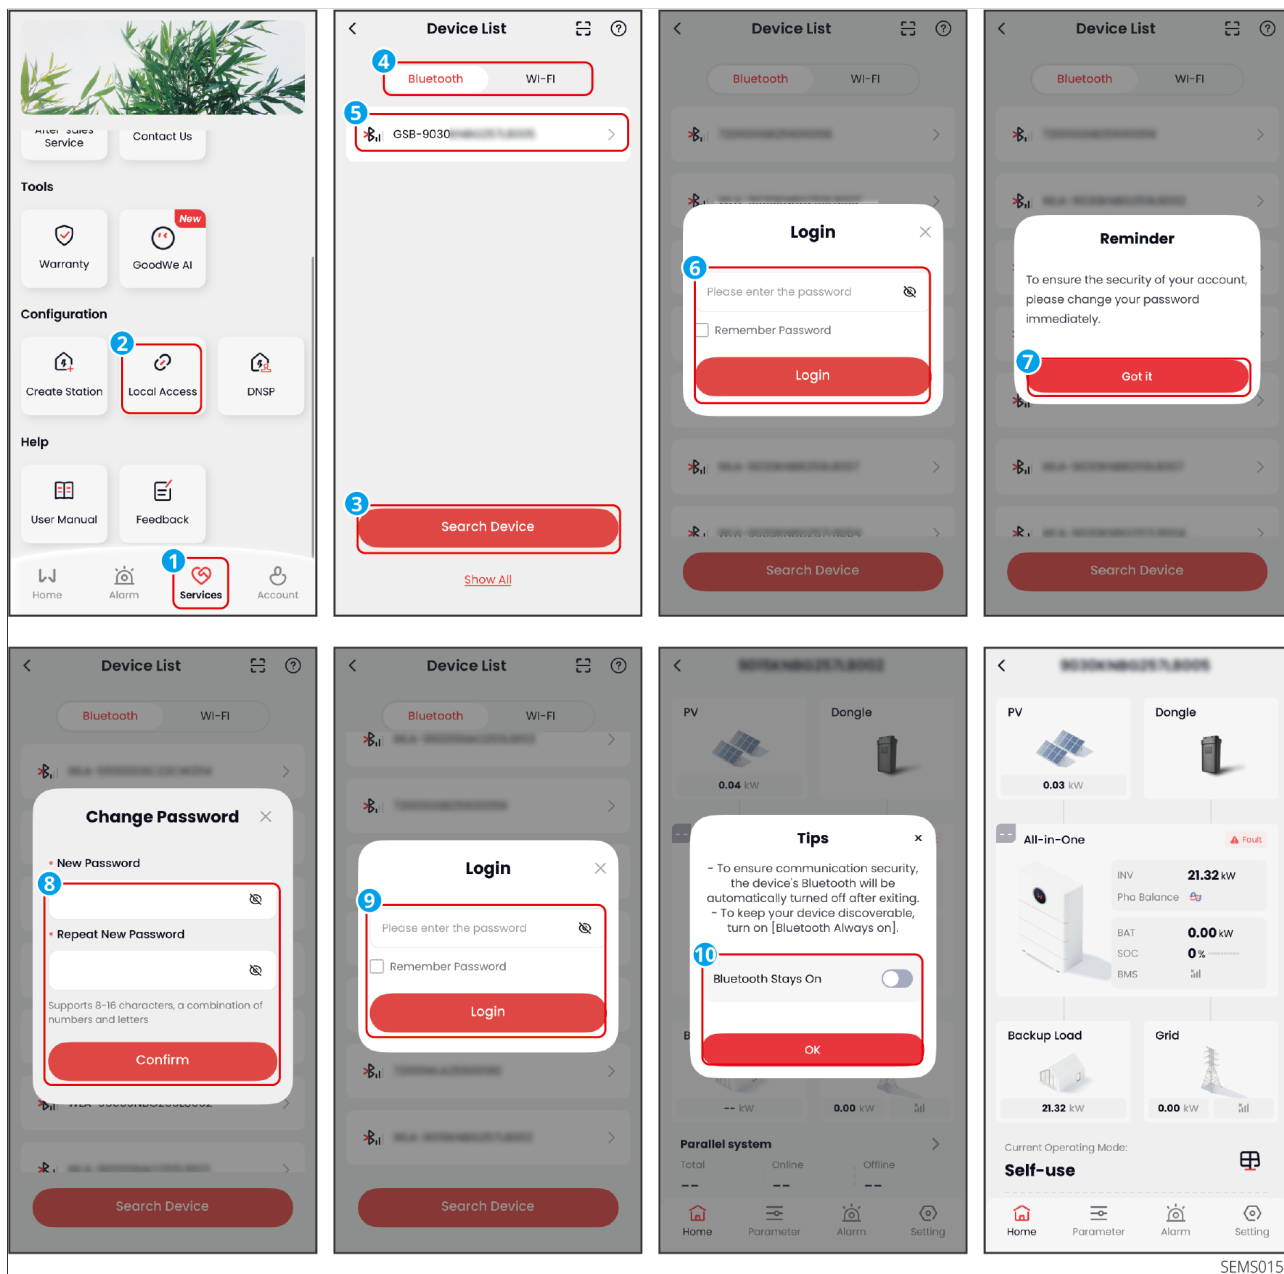 Service
Contact Us
Tools
New
Warranty
GoodWe AI
Configuration
2
Create Station
Local Access
DNSP
Help
User Manual
Feedback
1
Home
Alarm
Services
Account
Device List
4
Bluetooth
WI-FI
5
GSB-9030
3
Search Device
Show All
Device List
Bluetooth
WI-FI
Login
6
Please enter the password
Remember Password
Login
Search Device
Device List
Bluetooth
WI-FI
Reminder
To ensure the security of your account,
please change your password
immediately.
7
Got it
Search Device
Device List
Bluetooth
WI-FI
Change Password
* New Password
8
* Repeat New Password
Supports 8-16 characters, a combination of
numbers and letters
Confirm
Search Device
Device List
Bluetooth
WI-FI
Login
9
Please enter the password
Remember Password
Login
Search Device
PV
Dongle
0.04 kW
--
Tips
- To ensure communication security,
the device's Bluetooth will be
automatically turned off after exiting.
- To keep your device discoverable,
turn on [Bluetooth Always on].
10
Bluetooth Stays On
OK
-- kW
0.00 kW
Parallel system
Total
Online
Offline
--
--
--
Home
Parameter
Alarm
Setting
PV
Dongle
0.03 kW
--
All-in-One
Fault
INV
21.32 kW
Pha Balance
BAT
0.00 kW
SOC
0%
BMS
Backup Load
Grid
21.32 kW
0.00 kW
Current Operating Mode:
Self-use
Home
Parameter
Alarm
Setting
SEMS015